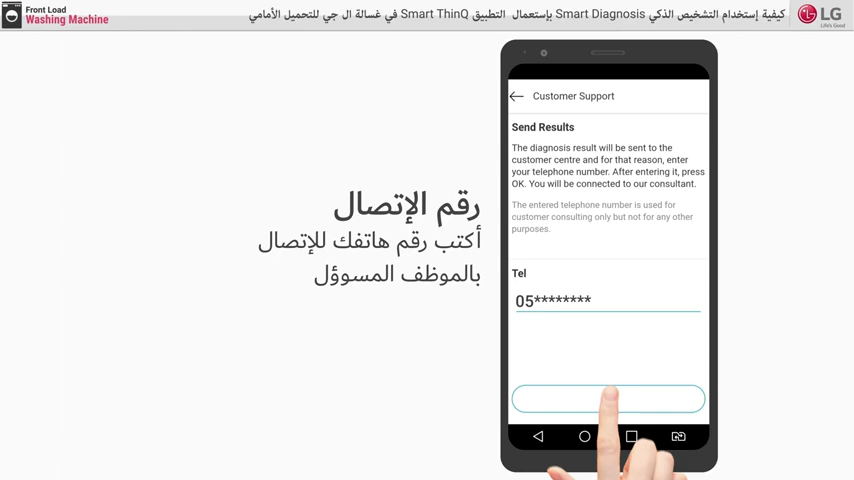 Front Load
Washing Machine
كيفية إستخدام التشخيص الذكي Smart Diagnosis بإستعمال التطبيق Smart ThinQ في غسالة ال جي للتحميل الأمامي
LG
Life's Good
Customer Support
Send Results
The diagnosis result will be sent to the
customer centre and for that reason, enter
your telephone number. After entering it, press
OK. You will be connected to our consultant.
The entered telephone number is used for
customer consulting only but not for any other
purposes.
Tel
05********
رقم الإتصال
أكتب رقم هاتفك للإتصال
بالموظف المسوؤل